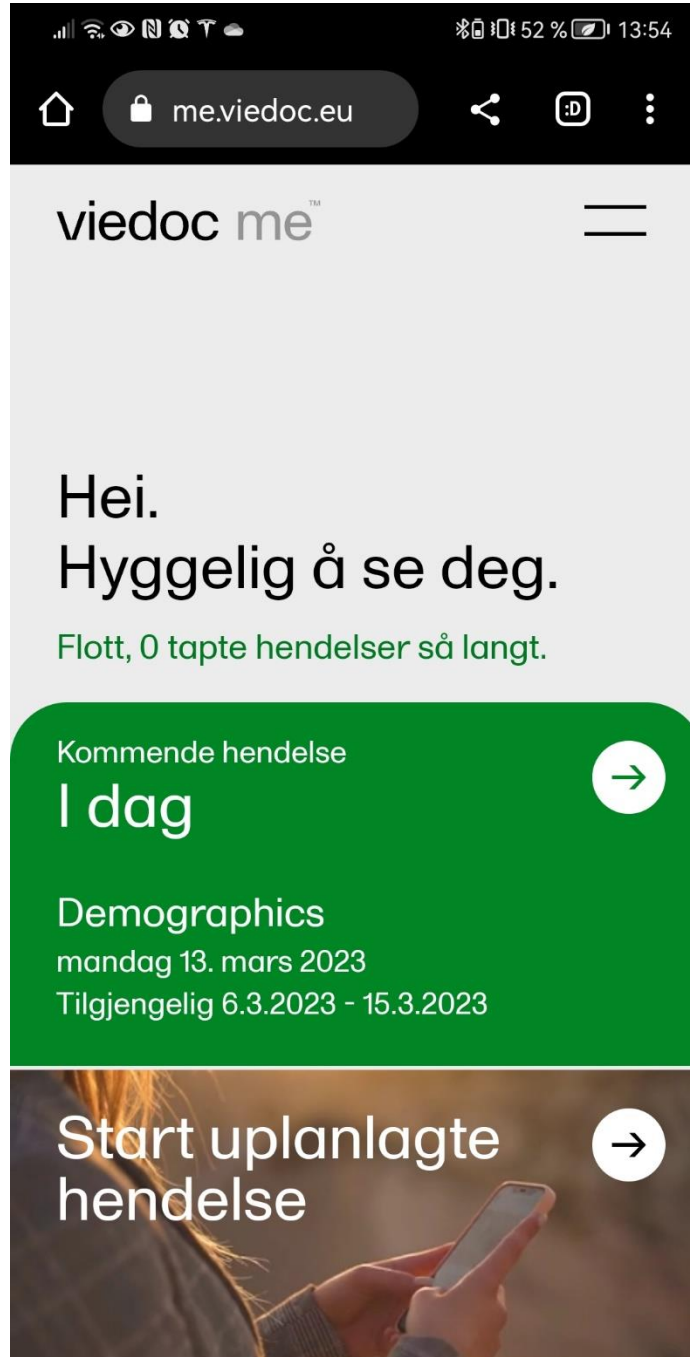 52 % 13:54
me.viedoc.eu :D
viedoc me™
Hei.
Hyggelig å se deg.
Flott, 0 tapte hendelser så langt.
Kommende hendelse
I dag
Demographics
mandag 13. mars 2023
Tilgjengelig 6.3.2023 - 15.3.2023
Start uplanlagte
hendelse